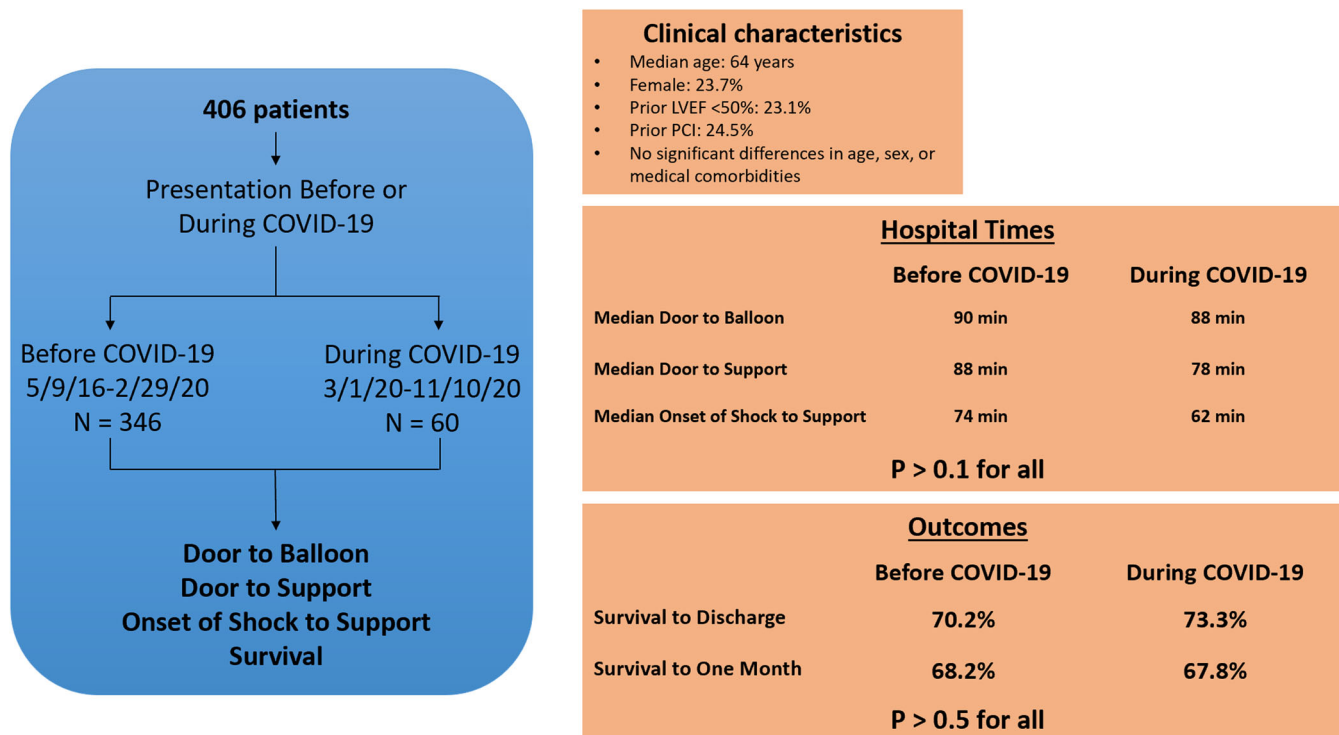 406 patients
Presentation Before or
During COVID-19
Before COVID-19
5/9/16-2/29/20
N = 346
During COVID-19
3/1/20-11/10/20
N = 60
Door to Balloon
Door to Support
Onset of Shock to Support
Survival
Clinical characteristics
• Median age: 64 years
• Female: 23.7%
• Prior LVEF <50%: 23.1%
• Prior PCI: 24.5%
• No significant differences in age, sex, or
medical comorbidities
Hospital Times
Before COVID-19 During COVID-19
Median Door to Balloon 90 min 88 min
Median Door to Support 88 min 78 min
Median Onset of Shock to Support 74 min 62 min
P > 0.1 for all
Outcomes
Before COVID-19 During COVID-19
Survival to Discharge 70.2% 73.3%
Survival to One Month 68.2% 67.8%
P > 0.5 for all